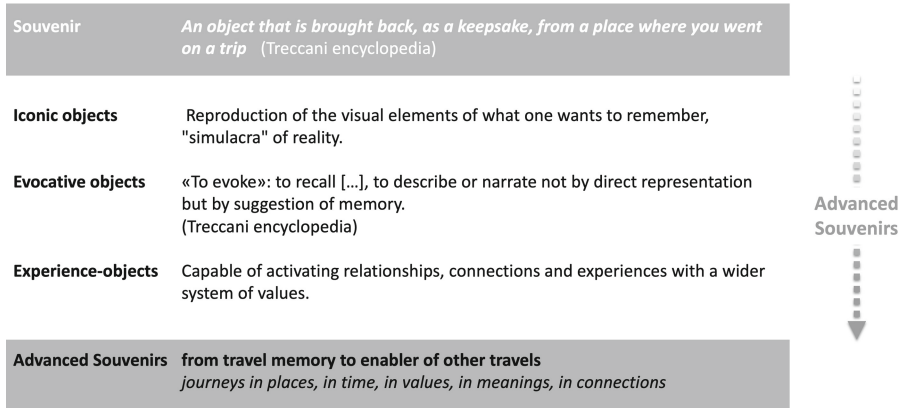 Souvenir An object that is brought back, as a keepsake, from a place where you went
on a trip (Treccani encyclopedia)
Iconic objects Reproduction of the visual elements of what one wants to remember,
"simulacra" of reality.
Evocative objects «To evoke»: to recall […], to describe or narrate not by direct representation
but by suggestion of memory.
(Treccani encyclopedia)
Experience-objects Capable of activating relationships, connections and experiences with a wider
system of values.
Advanced Souvenirs from travel memory to enabler of other travels
journeys in places, in time, in values, in meanings, in connections
Advanced
Souvenirs